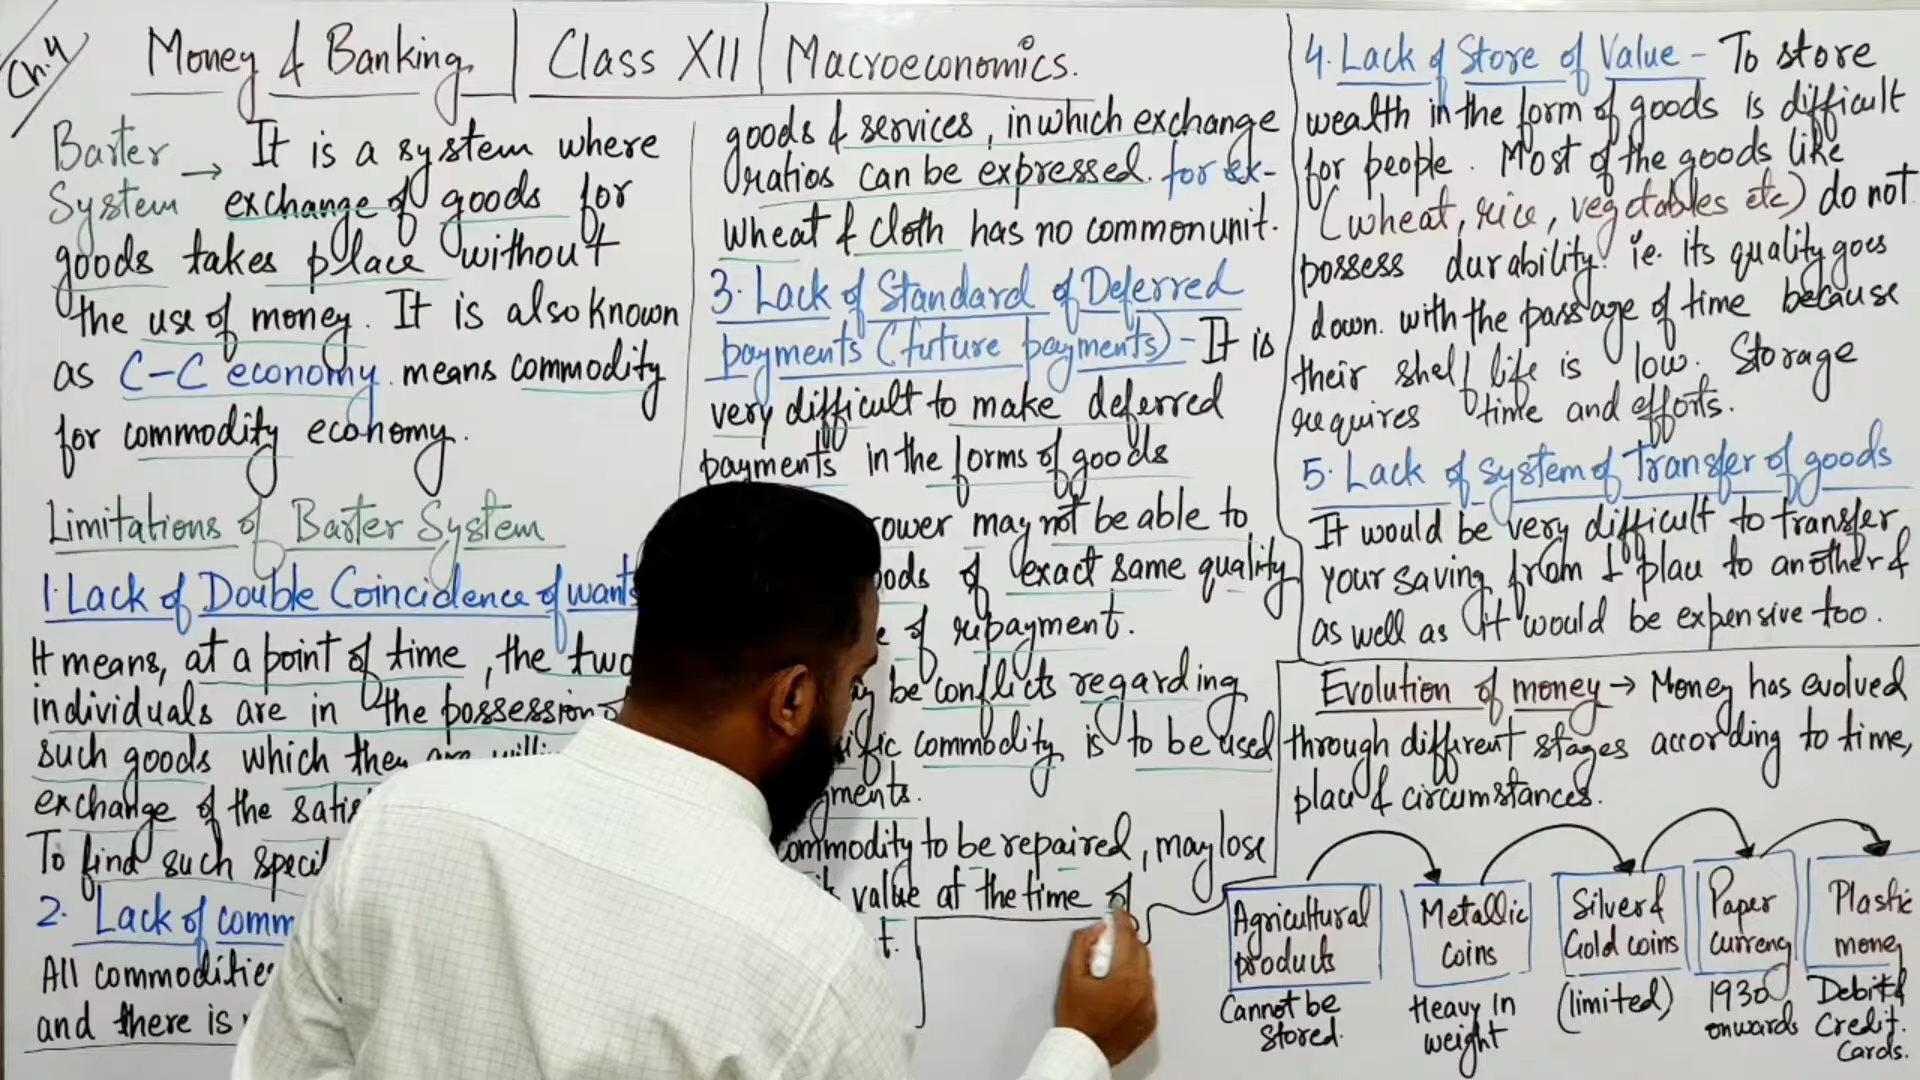 Ch.4
Money & Banking | Class XII | Macroeconomics.
Barter System → It is a system where
exchange of goods for
goods takes place without
the use of money. It is also known
as C-C economy means commodity
for commodity economy.
Limitations of Barter System
1. Lack of Double Coincidence of wants
It means, at a point of time, the two
individuals are in the possession of
such goods which they are
exchange of the
To find such
2. Lack of
All commodities
and there is
goods & services, in which exchange
ratios can be expressed. for ex-
wheat & cloth has no common unit.
3. Lack of Standard of Deferred
payments (future payments) - It is
very difficult to make deferred
payments in the forms of goods
may not be able to
of exact same quality
of repayment.
be conflicts regarding
commodity is to be used
commodity to be repaired, may lose
value at the time of
4. Lack of Store of Value - To store
wealth in the form of goods is difficult
for people. Most of the goods like
(wheat, rice, vegetables etc) do not
possess durability. ie. its quality goes
down. with the passage of time because
their shelf life is low. Storage
requires time and efforts.
5. Lack of system of transfer of goods
It would be very difficult to transfer
your saving from 1 place to another &
as well as it would be expensive too.
Evolution of money → Money has evolved
through different stages according to time,
place & circumstances.
Agricultural products
Cannot be stored.
Metallic coins
Heavy in weight
Silver & Gold coins
(limited)
Paper currency
1930 onwards
Plastic money
Debit & Credit. Cards.